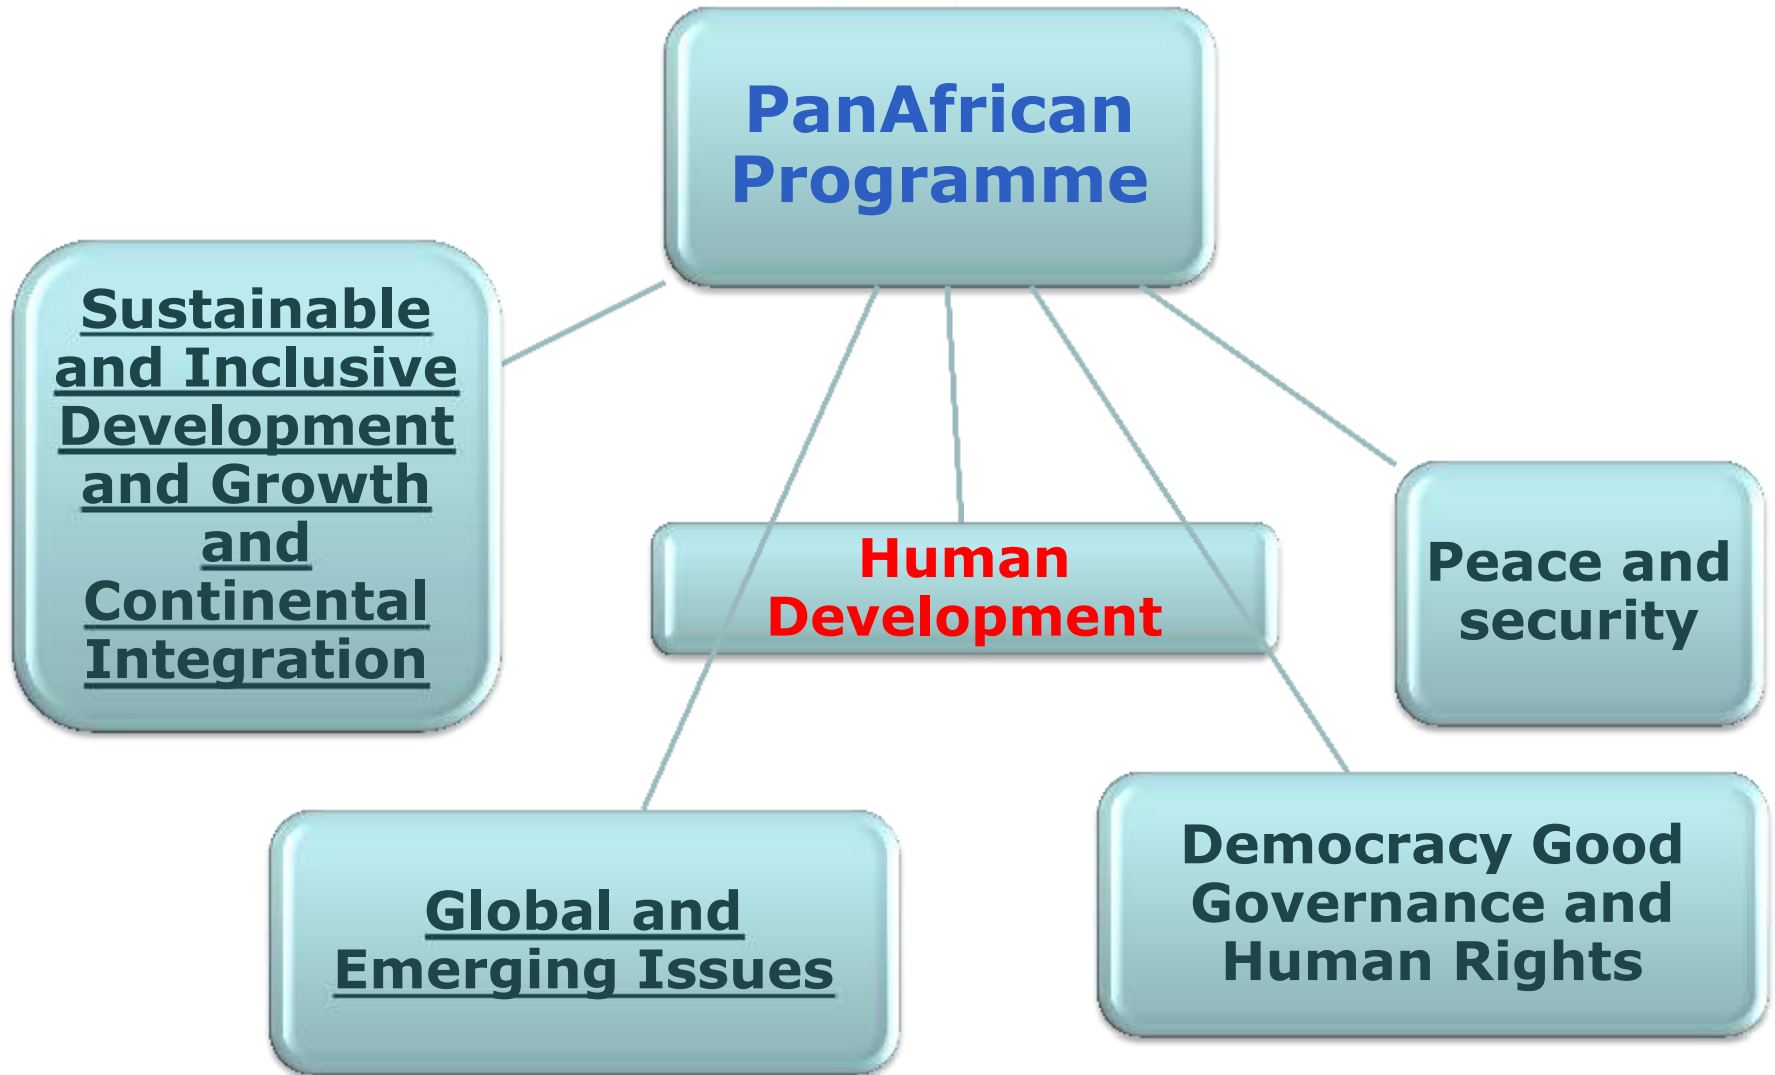 PanAfrican
Programme
Sustainable
and Inclusive
Development
and Growth
and
Continental
Integration
Human
Development
Peace and
security
Global and
Emerging Issues
Democracy Good
Governance and
Human Rights